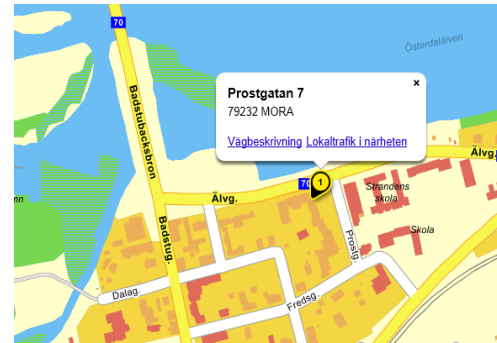 70
Österdalälven
Badstubacksbron
×
Prostgatan 7
79232 MORA
Vägbeskrivning Lokaltrafik i närheten
Älvg.
70
1
Älvg.
Strandens
skola
Skola
Prostg.
Badstug.
Dalag.
Fredsg.